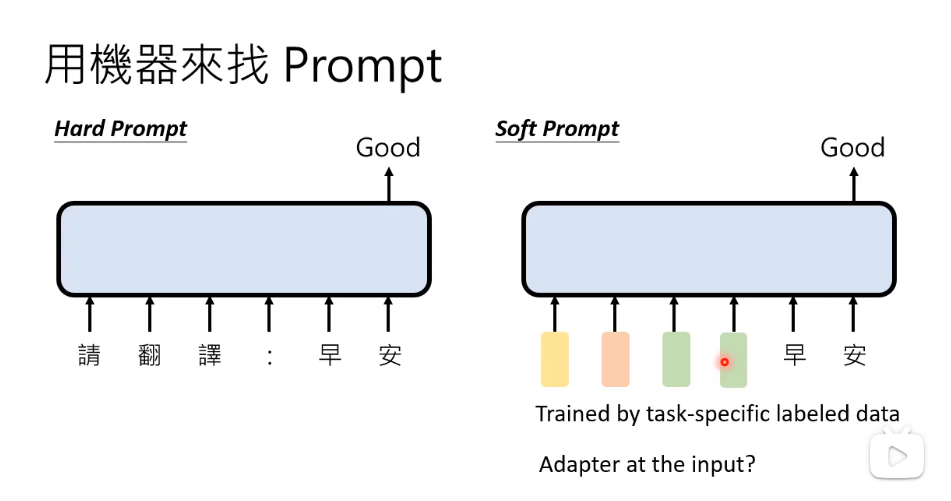 用機器來找 Prompt
Hard Prompt
Good
請 翻 譯 : 早 安
Soft Prompt
Good
早 安
Trained by task-specific labeled data
Adapter at the input?